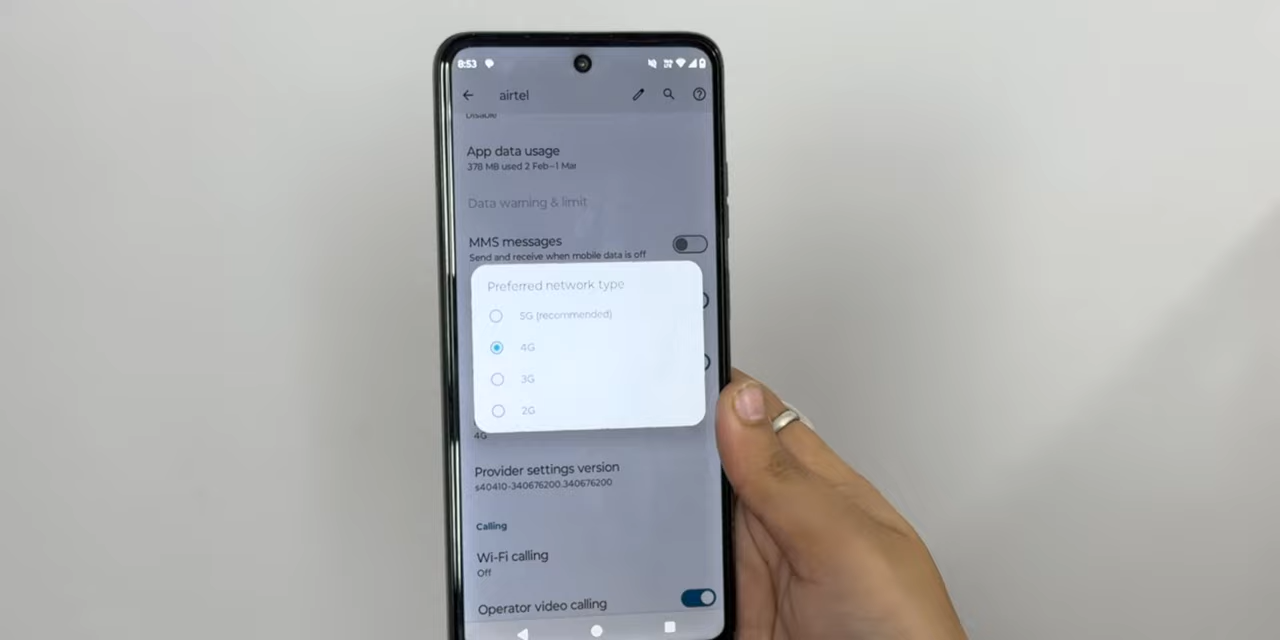 8:53
airtel
Disable
App data usage
378 MB used 2 Feb–1 Mar
Data warning & limit
MMS messages
Send and receive when mobile data is off
Preferred network type
5G (recommended)
4G
3G
2G
4G
Provider settings version
s40410-340676200.340676200
Calling
Wi-Fi calling
Off
Operator video calling